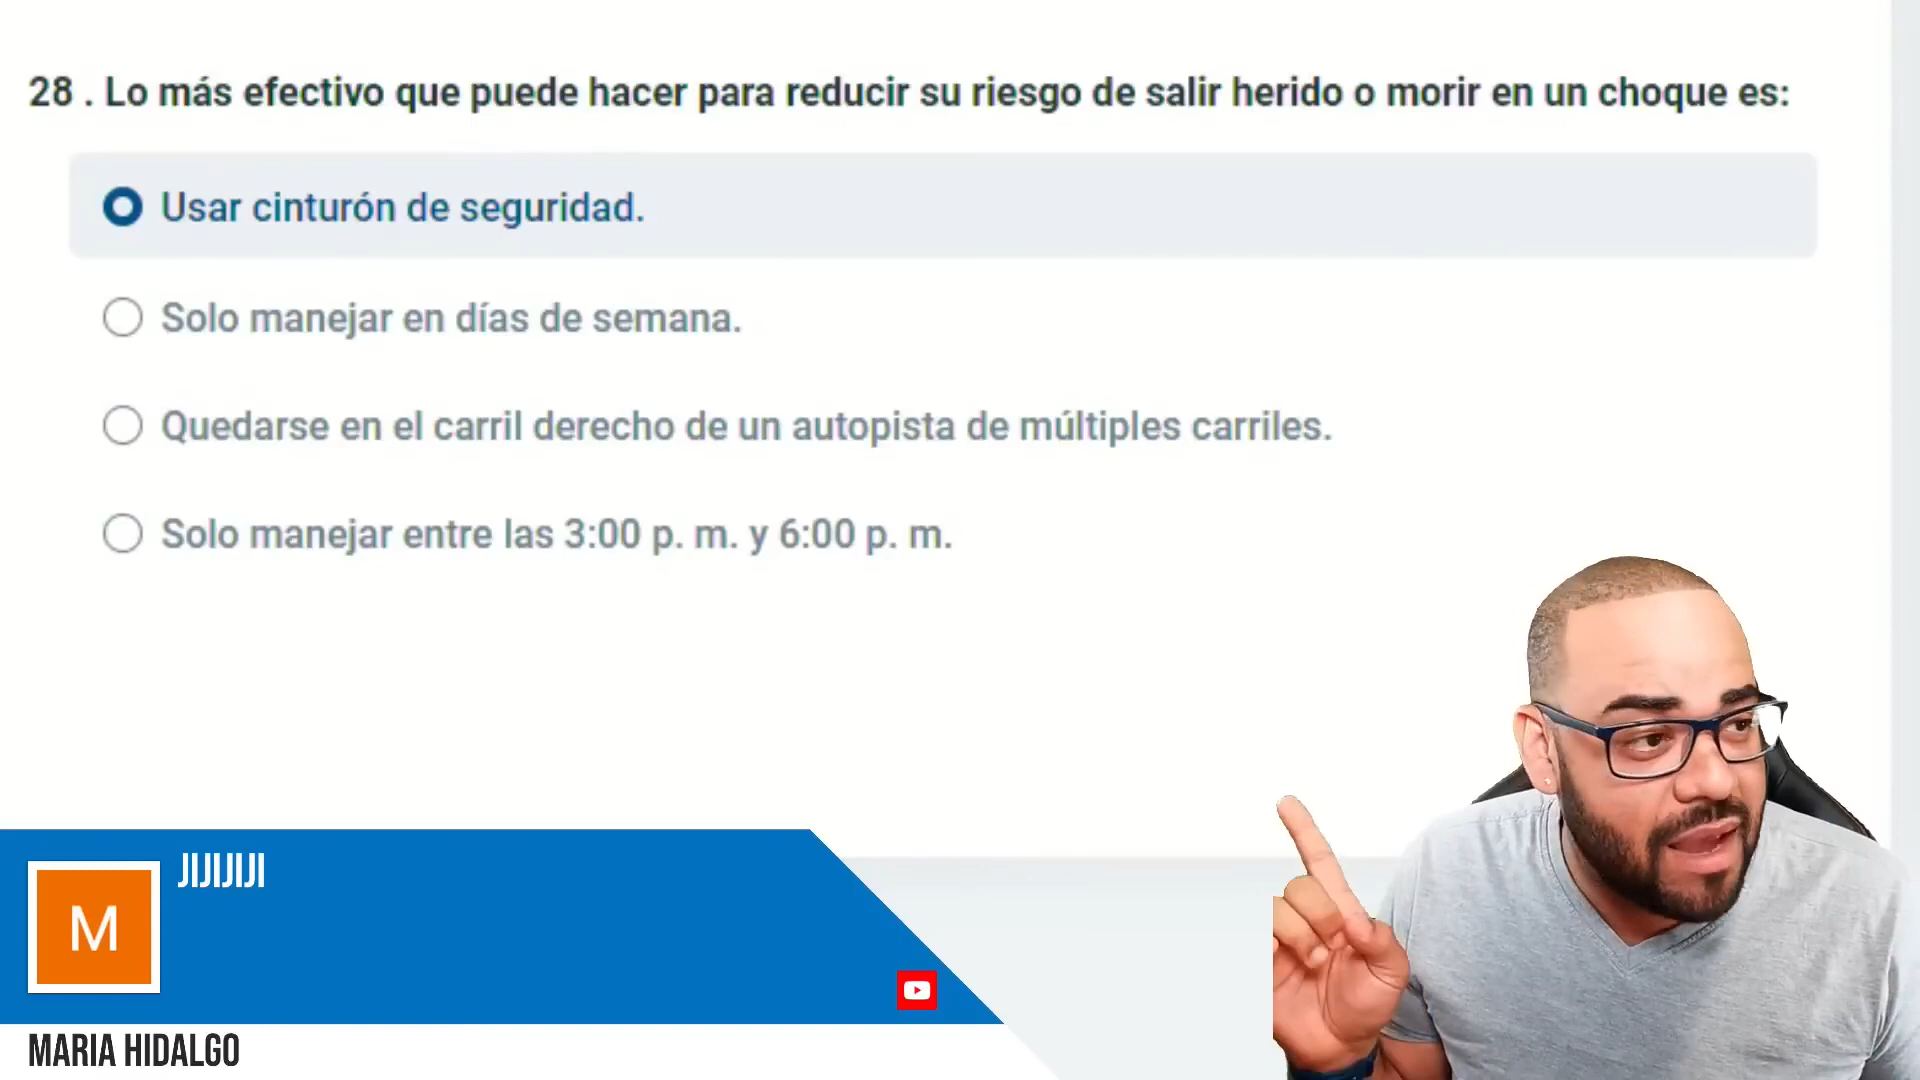 28 . Lo más efectivo que puede hacer para reducir su riesgo de salir herido o morir en un choque es:
Usar cinturón de seguridad.
Solo manejar en días de semana.
Quedarse en el carril derecho de un autopista de múltiples carriles.
Solo manejar entre las 3:00 p. m. y 6:00 p. m.
JIJIJIJI
M
MARIA HIDALGO